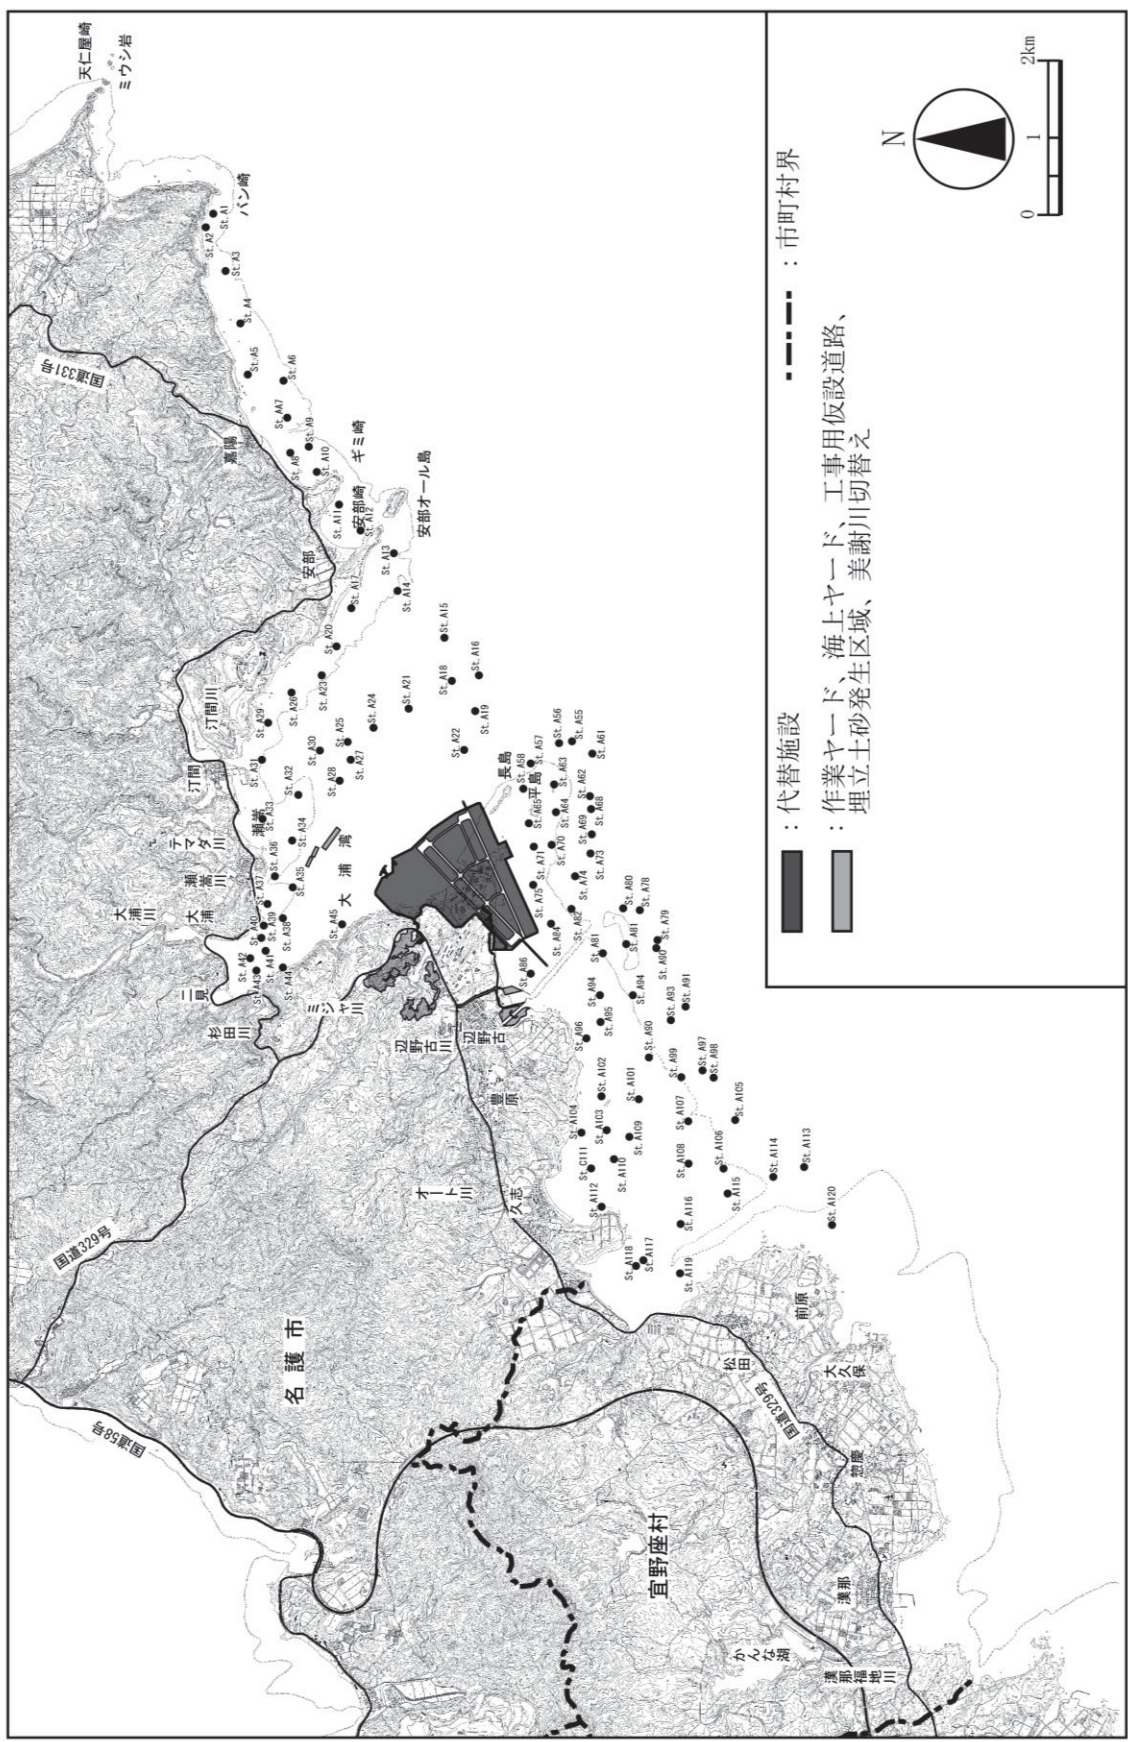 天仁屋崎
ミウシ岩
バン崎
St.A1
St.A2
St.A3
St.A4
St.A5
St.A6
St.AA7
St.A8
St.A9
St.A10
St.A11
St.A12
St.A13
St.A14
St.A15
St.A16
St.A17
St.A18
St.A19
St.A20
St.A21
St.A22
St.A23
St.A24
St.A25
St.A26
St.A27
St.A28
St.A29
St.A30
St.A31
St.A32
St.A33
St.A34
St.A35
St.A36
St.A37
St.A38
St.A39
St.A40
St.A41
St.A42
St.A43
St.A44
St.A45
国道331号
嘉陽
ギミ崎
安部崎
安部オール島
安部
汀間川
汀間
瀬嵩
テマダ川
瀬嵩川
大浦川
大浦
大浦湾
二見
杉田川
ミジャ川
辺野古川
辺野古
豊原
長島
平島
St.A55
St.A56
St.A57
St.A58
St.A61
St.A62
St.A63
St.A64
St.A65
St.A68
St.A69
St.A70
St.A71
St.A73
St.A74
St.A75
St.A78
St.A79
St.A80
St.A81
St.A81
St.A82
St.A84
St.A86
St.A90
St.A90
St.A91
St.A93
St.A94
St.A94
St.A95
St.A96
St.A97
St.A98
St.A99
St.A101
St.A102
St.A103
St.A104
St.A105
St.A106
St.A107
St.A108
St.A109
St.A110
St.C111
St.A112
St.A113
St.A114
St.A115
St.A116
St.A117
St.A118
St.A119
St.A120
オート川
久志
国道329号
名護市
国道58号
宜野座村
松田
前原
大久保
国道329号
惣慶
漢那
かんな湖
漢那福地川
：代替施設
：市町村界
：作業ヤード、海上ヤード、工事用仮設道路、
埋立土砂発生区域、美謝川切替え
N
0
1
2km